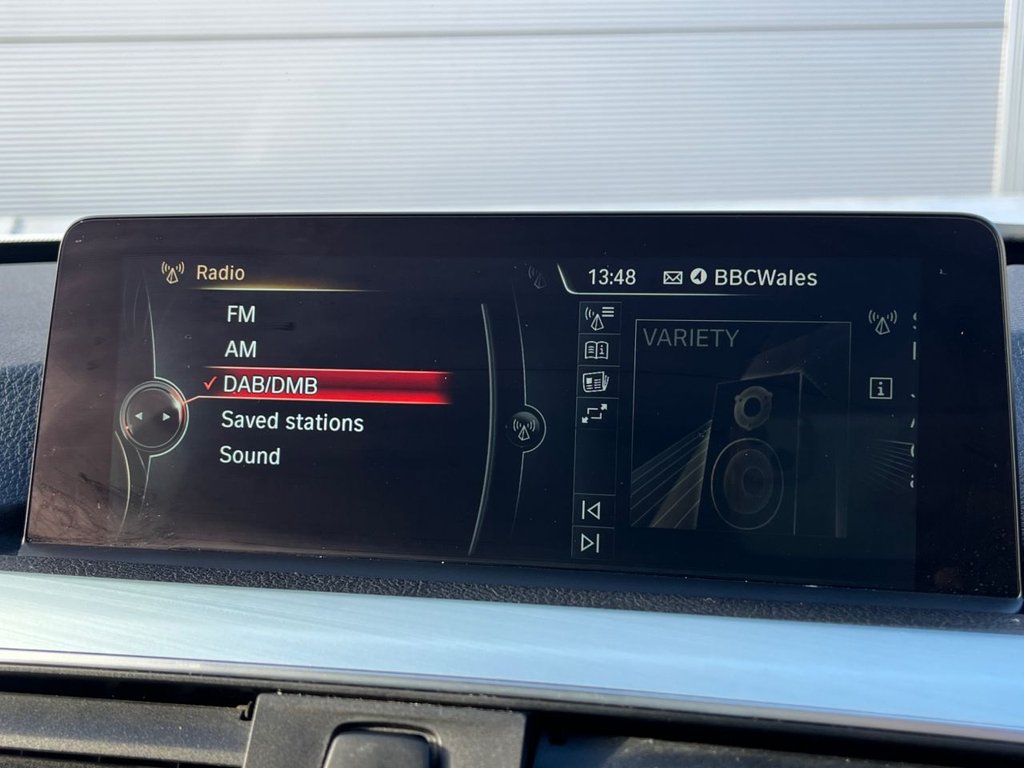 Radio
FM
AM
DAB/DMB
Saved stations
Sound
13:48 BBCWales
VARIETY